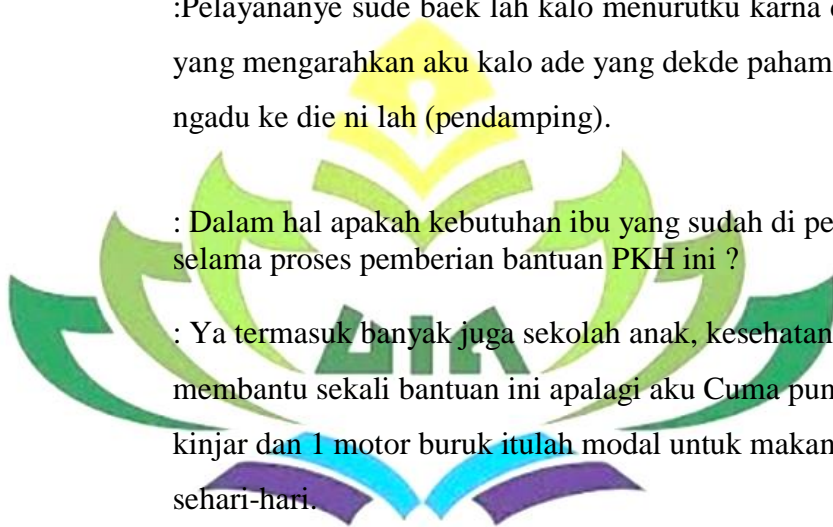 :Pelayananye sude baek lah kalo menurutku karna
yang mengarahkan aku kalo ade yang dekde paham
ngadu ke die ni lah (pendamping).
: Dalam hal apakah kebutuhan ibu yang sudah di
selama proses pemberian bantuan PKH ini ?
: Ya termasuk banyak juga sekolah anak, kesehatan
membantu sekali bantuan ini apalagi aku Cuma
kinjar dan 1 motor buruk itulah modal untuk makan
sehari-hari.
UIN